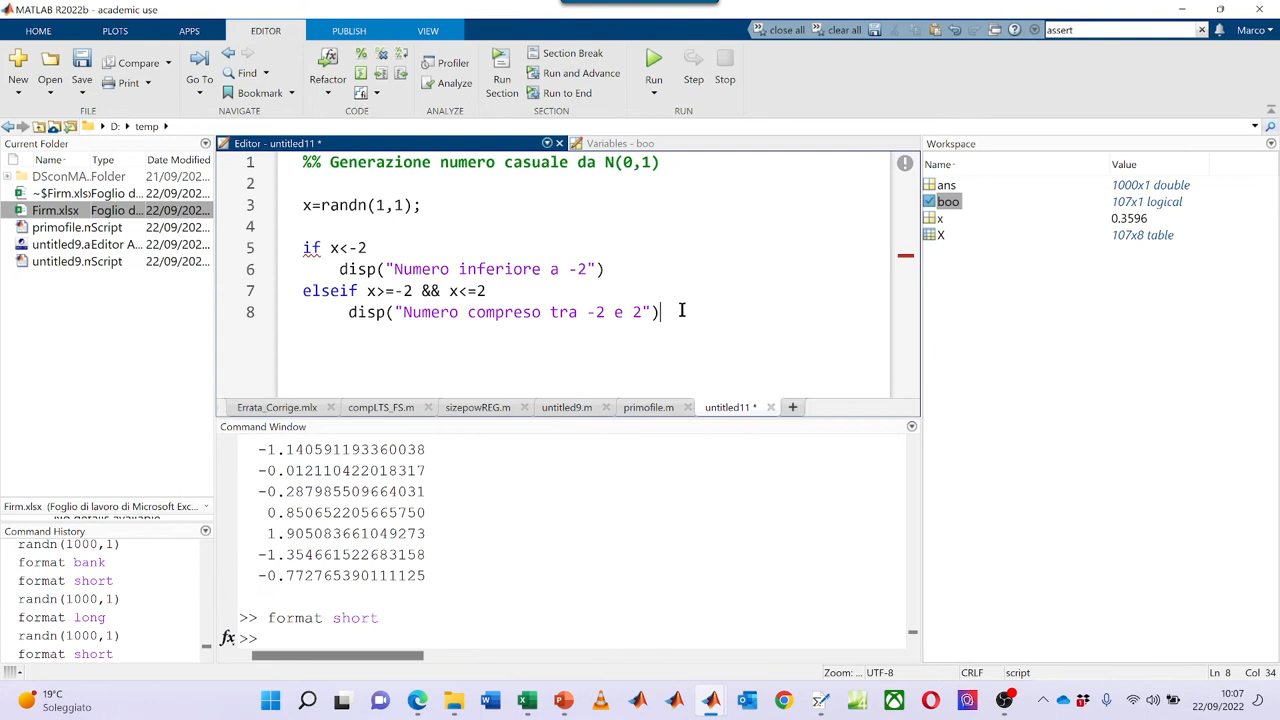 MATLAB R2022b - academic use
HOME PLOTS APPS EDITOR PUBLISH VIEW close all clear all assert Marco
New Open Save Compare Print Go To Find Bookmark Refactor Profiler Analyze Run Section Section Break Run and Advance Run to End Run Step Stop
FILE NAVIGATE CODE ANALYZE SECTION RUN
D: temp
Current Folder
Name Type Date Modified
DSconMA... Folder 21/09/202...
~$Firm.xlsx Foglio d... 22/09/202...
Firm.xlsx Foglio d... 22/09/202...
primofile.m Script 22/09/202...
untitled9.a Editor A... 22/09/202...
untitled9.m Script 22/09/202...
Firm.xlsx (Foglio di lavoro di Microsoft Exc...
Command History
randn(1000,1)
format bank
format short
randn(1000,1)
format long
randn(1000,1)
format short
Editor - untitled11 * Variables - boo
1 %% Generazione numero casuale da N(0,1)
2
3 x=randn(1,1);
4
5 if x<-2
6 disp("Numero inferiore a -2")
7 elseif x>=-2 && x<=2
8 disp("Numero compreso tra -2 e 2")
Errata_Corrige.mlx compLTS_FS.m sizepowREG.m untitled9.m primofile.m untitled11 *
Command Window
-1.140591193360038
-0.012110422018317
-0.287985509664031
0.850652205665750
1.905083661049273
-1.354661522683158
-0.772765390111125
>> format short
fx >>
Workspace
Name Value
ans 1000x1 double
boo 107x1 logical
x 0.3596
X 107x8 table
Zoom: ... UTF-8 CRLF script Ln 8 Col 34
19°C
Soleggiato
10:07
22/09/2022